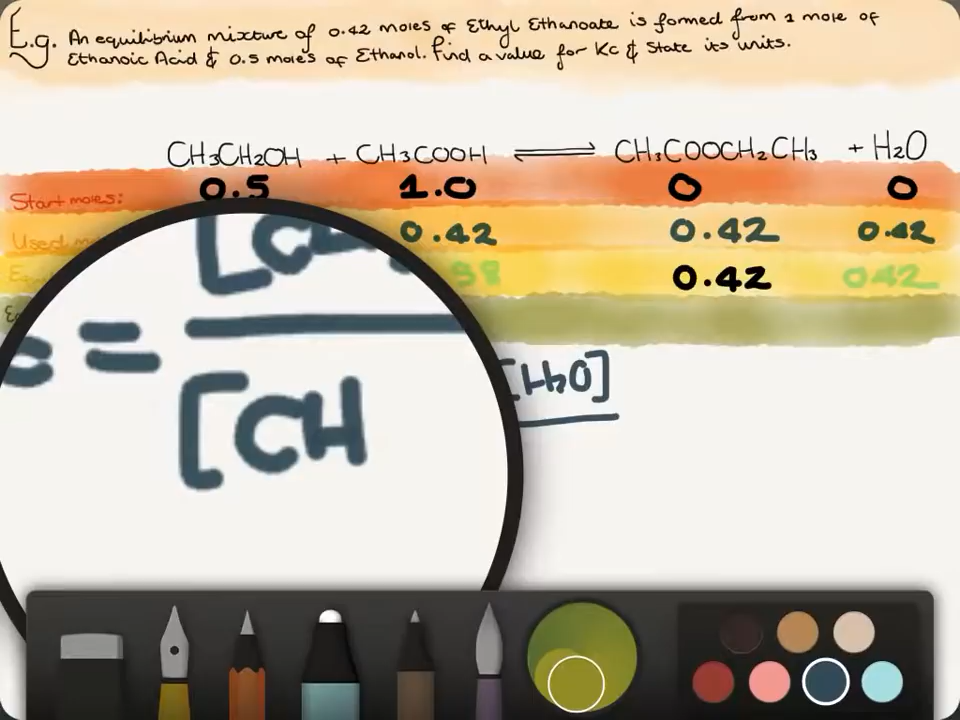 E.g. An equilibrium mixture of 0.42 moles of Ethyl Ethanoate is formed from 1 mole of
Ethanoic Acid & 0.5 moles of Ethanol. Find a value for Kc & State its units.
CH3CH2OH + CH3COOH ⇌ CH3COOCH2CH3 + H2O
Start moles: 0.5 1.0 0 0
Used 0.42 0.42 0.42
58 0.42 0.42
[H2O]
= [CH